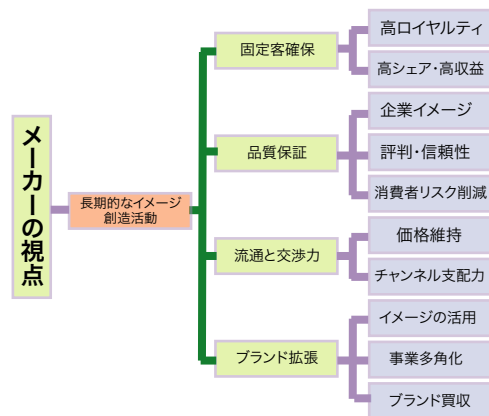 メーカーの視点
長期的なイメージ
創造活動
固定客確保
高ロイヤルティ
高シェア・高収益
品質保証
企業イメージ
評判・信頼性
消費者リスク削減
流通と交渉力
価格維持
チャンネル支配力
ブランド拡張
イメージの活用
事業多角化
ブランド買収